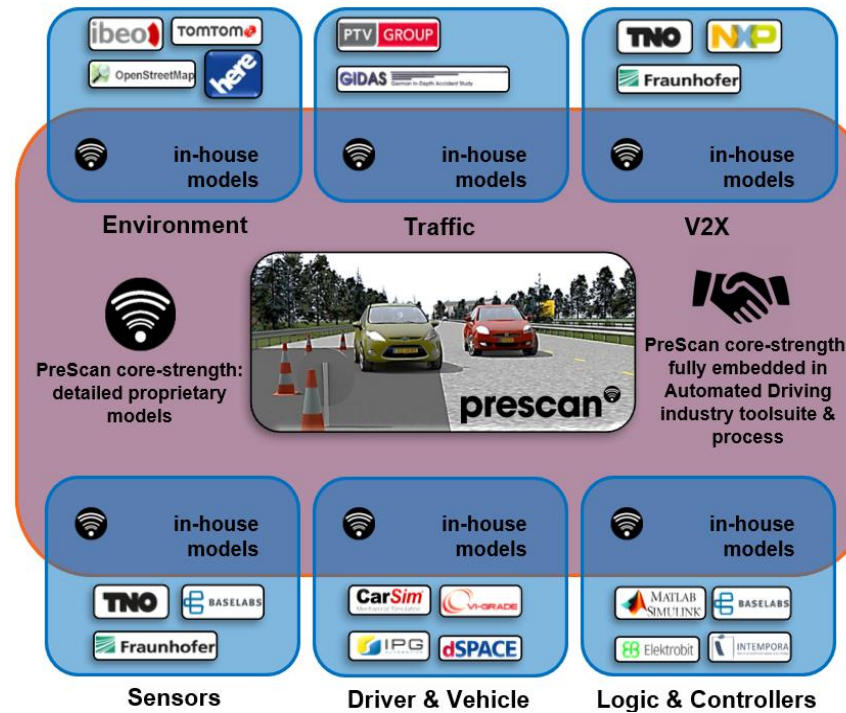 ibeo
TOMTOM
OpenStreetMap
here
PTV GROUP
GIDAS German In-Depth Accident Study
TNO
NXP
Fraunhofer
in-house
models
in-house
models
in-house
models
Environment
Traffic
V2X
PreScan core-strength:
detailed proprietary
models
prescan
PreScan core-strength
fully embedded in
Automated Driving
industry toolsuite &
process
in-house
models
in-house
models
in-house
models
TNO
BASELABS
Fraunhofer
CarSim
VI-GRADE
IPG
dSPACE
MATLAB
SIMULINK
BASELABS
EB Elektrobit
INTEMPORA
Sensors
Driver & Vehicle
Logic & Controllers